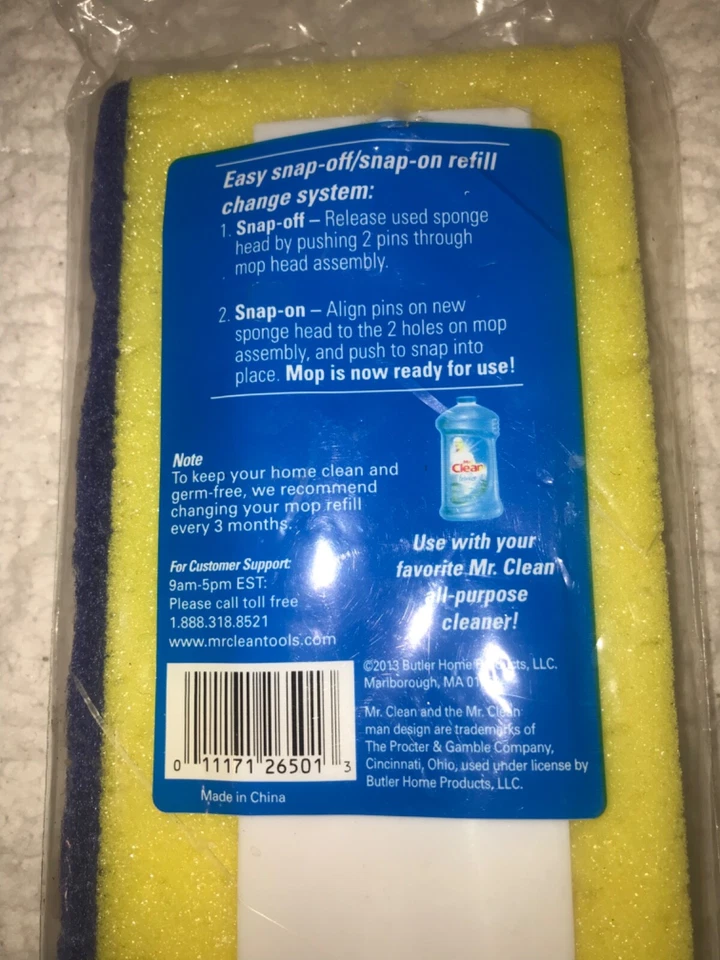 Easy snap-off/snap-on refill
change system:
1. Snap-off – Release used sponge
head by pushing 2 pins through
mop head assembly.
2. Snap-on – Align pins on new
sponge head to the 2 holes on mop
assembly, and push to snap into
place. Mop is now ready for use!
Mr.
Clean
Note
To keep your home clean and
germ-free, we recommend
changing your mop refill
every 3 months.
Use with your
favorite Mr. Clean
all-purpose
cleaner!
For Customer Support:
9am-5pm EST:
Please call toll free
1.888.318.8521
www.mrcleantools.com
©2013 Butler Home Products, LLC.
Marlborough, MA
Mr. Clean and the Mr. Clean
man design are trademarks of
The Procter & Gamble Company,
Cincinnati, Ohio, used under license by
Butler Home Products, LLC.
0 11171 26501 3
Made in China